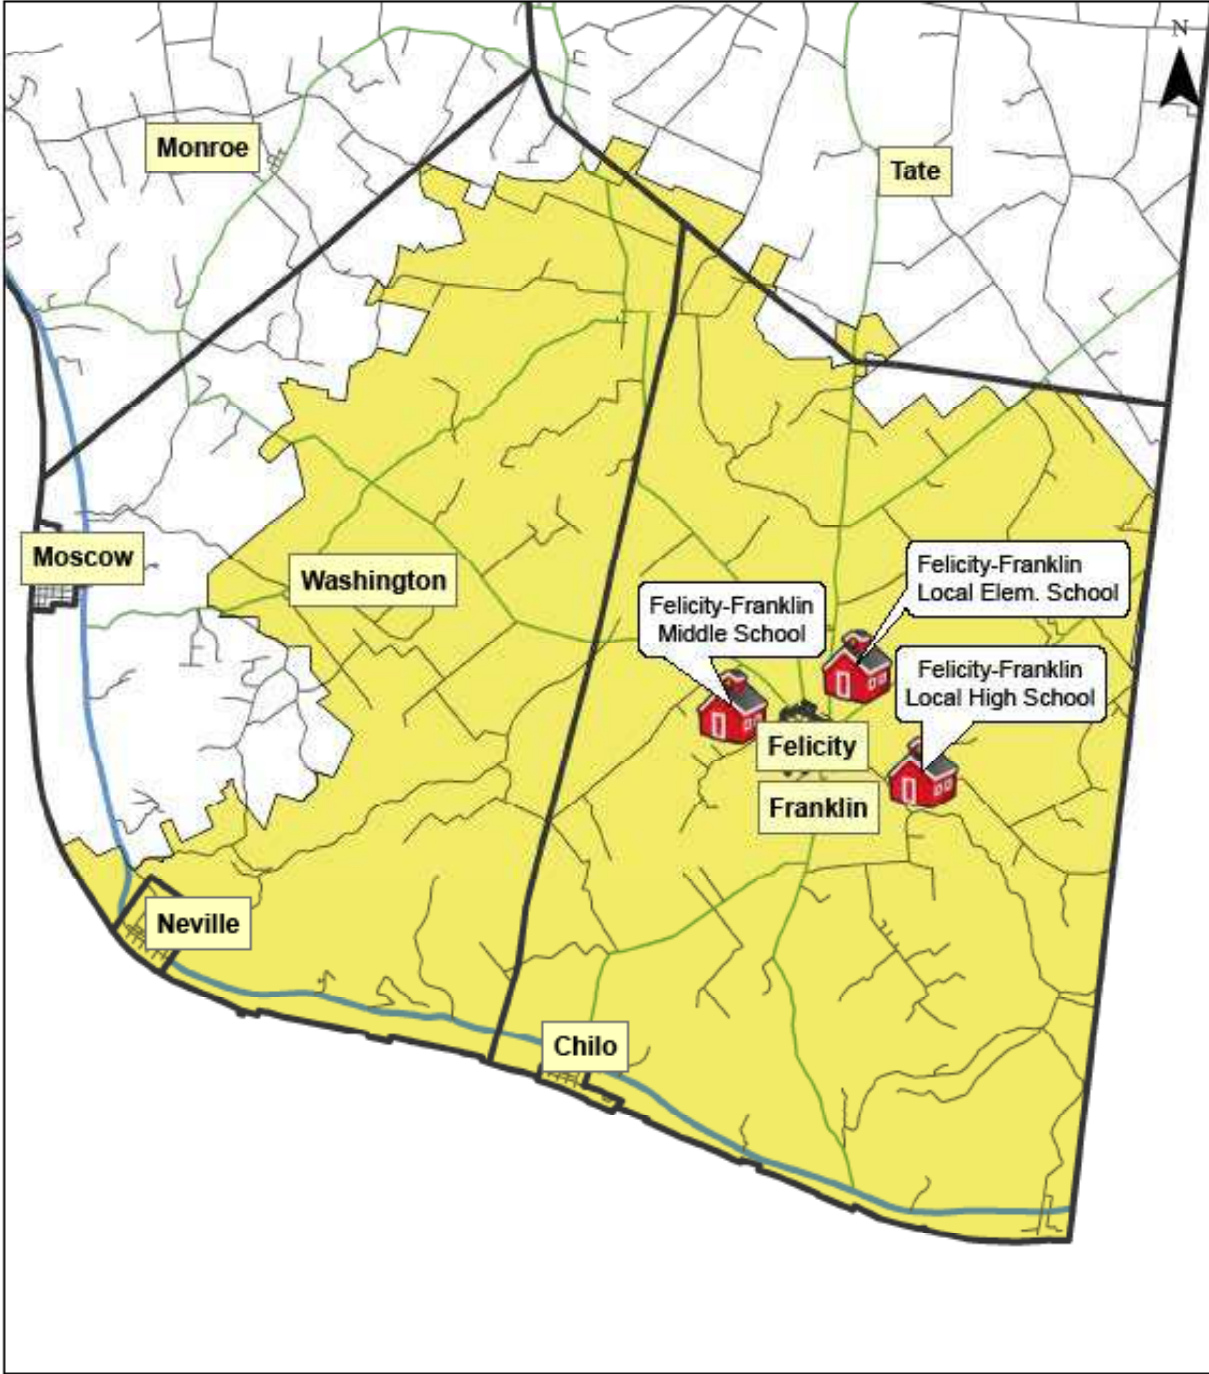 N
Monroe
Tate
Moscow
Washington
Felicity-Franklin
Local Elem. School
Felicity-Franklin
Middle School
Felicity-Franklin
Local High School
Felicity
Franklin
Neville
Chilo